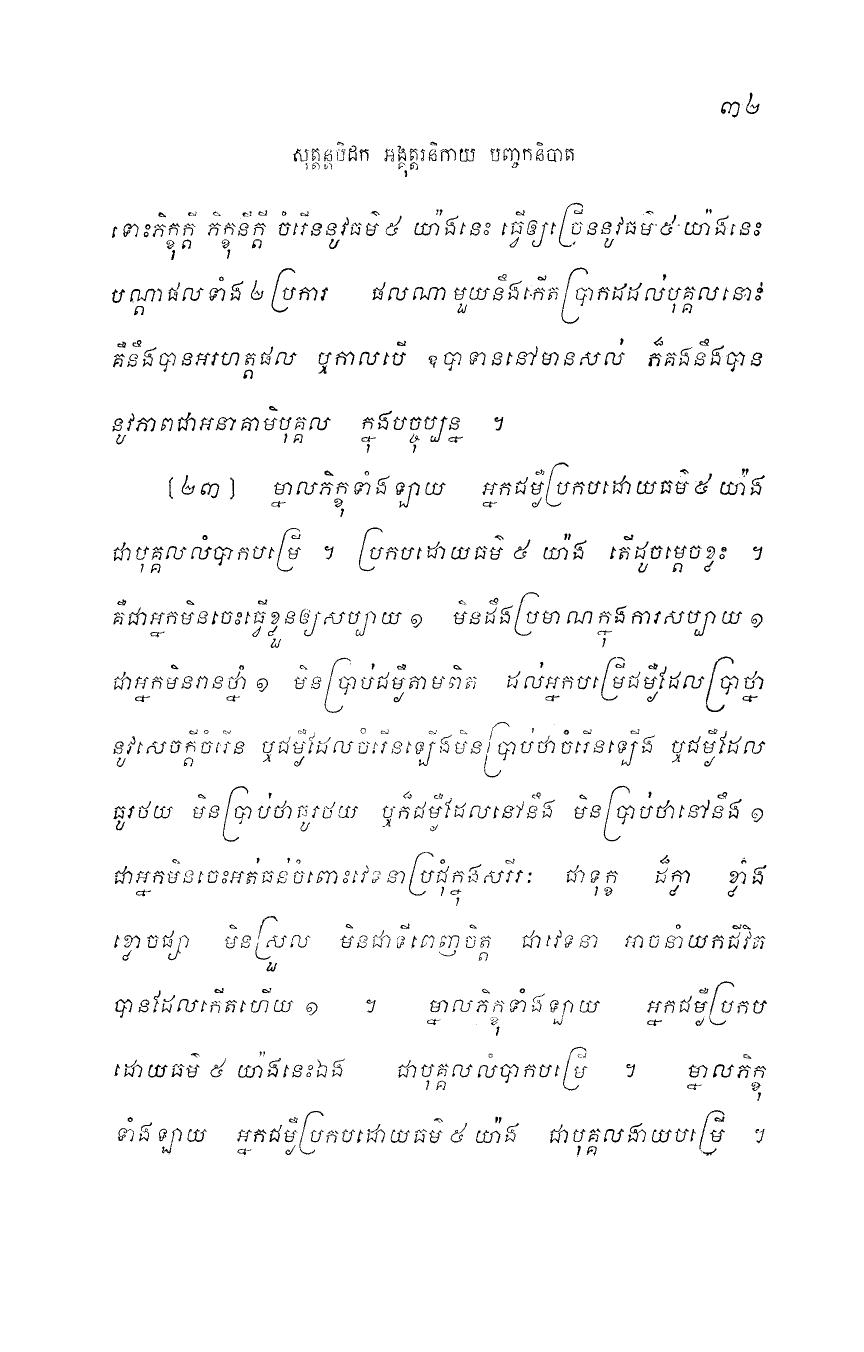 ៣២
សុត្តន្តបិដក អង្គុត្តរនិកាយ បញ្ចកនិបាត
ទោះភិក្ខុក្តី ភិក្ខុនីក្តី ចំរើននូវធម៌ ៥ យ៉ាងនេះ ធ្វើឲ្យច្រើននូវធម៌ ៥ យ៉ាងនេះ
បណ្តាផលទាំង ២ ប្រការ ផលណាមួយនឹងកើតប្រាកដដល់បុគ្គលនោះ
គឺនឹងបានអរហត្តផល ឬកាលបើ ឧបាទាននៅមានសល់ ក៏គង់នឹងបាន
នូវភាពជាអនាគាមិបុគ្គល ក្នុងបច្ចុប្បន្ន ។
[២៣] ម្នាលភិក្ខុទាំងឡាយ អ្នកជម្ងឺប្រកបដោយធម៌ ៥ យ៉ាង
ជាបុគ្គលលំបាកបម្រើ ។ ប្រកបដោយធម៌ ៥ យ៉ាង តើដូចម្តេចខ្លះ ។
គឺជាអ្នកមិនចេះធ្វើខ្លួនឲ្យសប្បាយ ១ មិនដឹងប្រមាណក្នុងការសប្បាយ ១
ជាអ្នកមិនរានថ្នាំ ១ មិនប្រាប់ជម្ងឺតាមពិត ដល់អ្នកបម្រើជម្ងឺដែលប្រាថ្នា
នូវសេចក្តីចំរើន ឬជម្ងឺដែលចំរើនឡើងមិនប្រាប់ថាចំរើនឡើង ឬជម្ងឺដែល
ធូរថយ មិនប្រាប់ថាធូរថយ ឬក៏ជម្ងឺដែលនៅនឹង មិនប្រាប់ថានៅនឹង ១
ជាអ្នកមិនចេះអត់ធន់ចំពោះវេទនាប្រជុំក្នុងសរីរៈ ជាទុក្ខ ដ៏ក្លា ខ្លាំង
ខ្លោចផ្សា មិនស្រួល មិនជាទីពេញចិត្ត ជាវេទនា អាចនាំយកជីវិត
បានដែលកើតហើយ ១ ។ ម្នាលភិក្ខុទាំងឡាយ អ្នកជម្ងឺប្រកប
ដោយធម៌ ៥ យ៉ាងនេះឯង ជាបុគ្គលលំបាកបម្រើ ។ ម្នាលភិក្ខុ
ទាំងឡាយ អ្នកជម្ងឺប្រកបដោយធម៌ ៥ យ៉ាង ជាបុគ្គលងាយបម្រើ ។